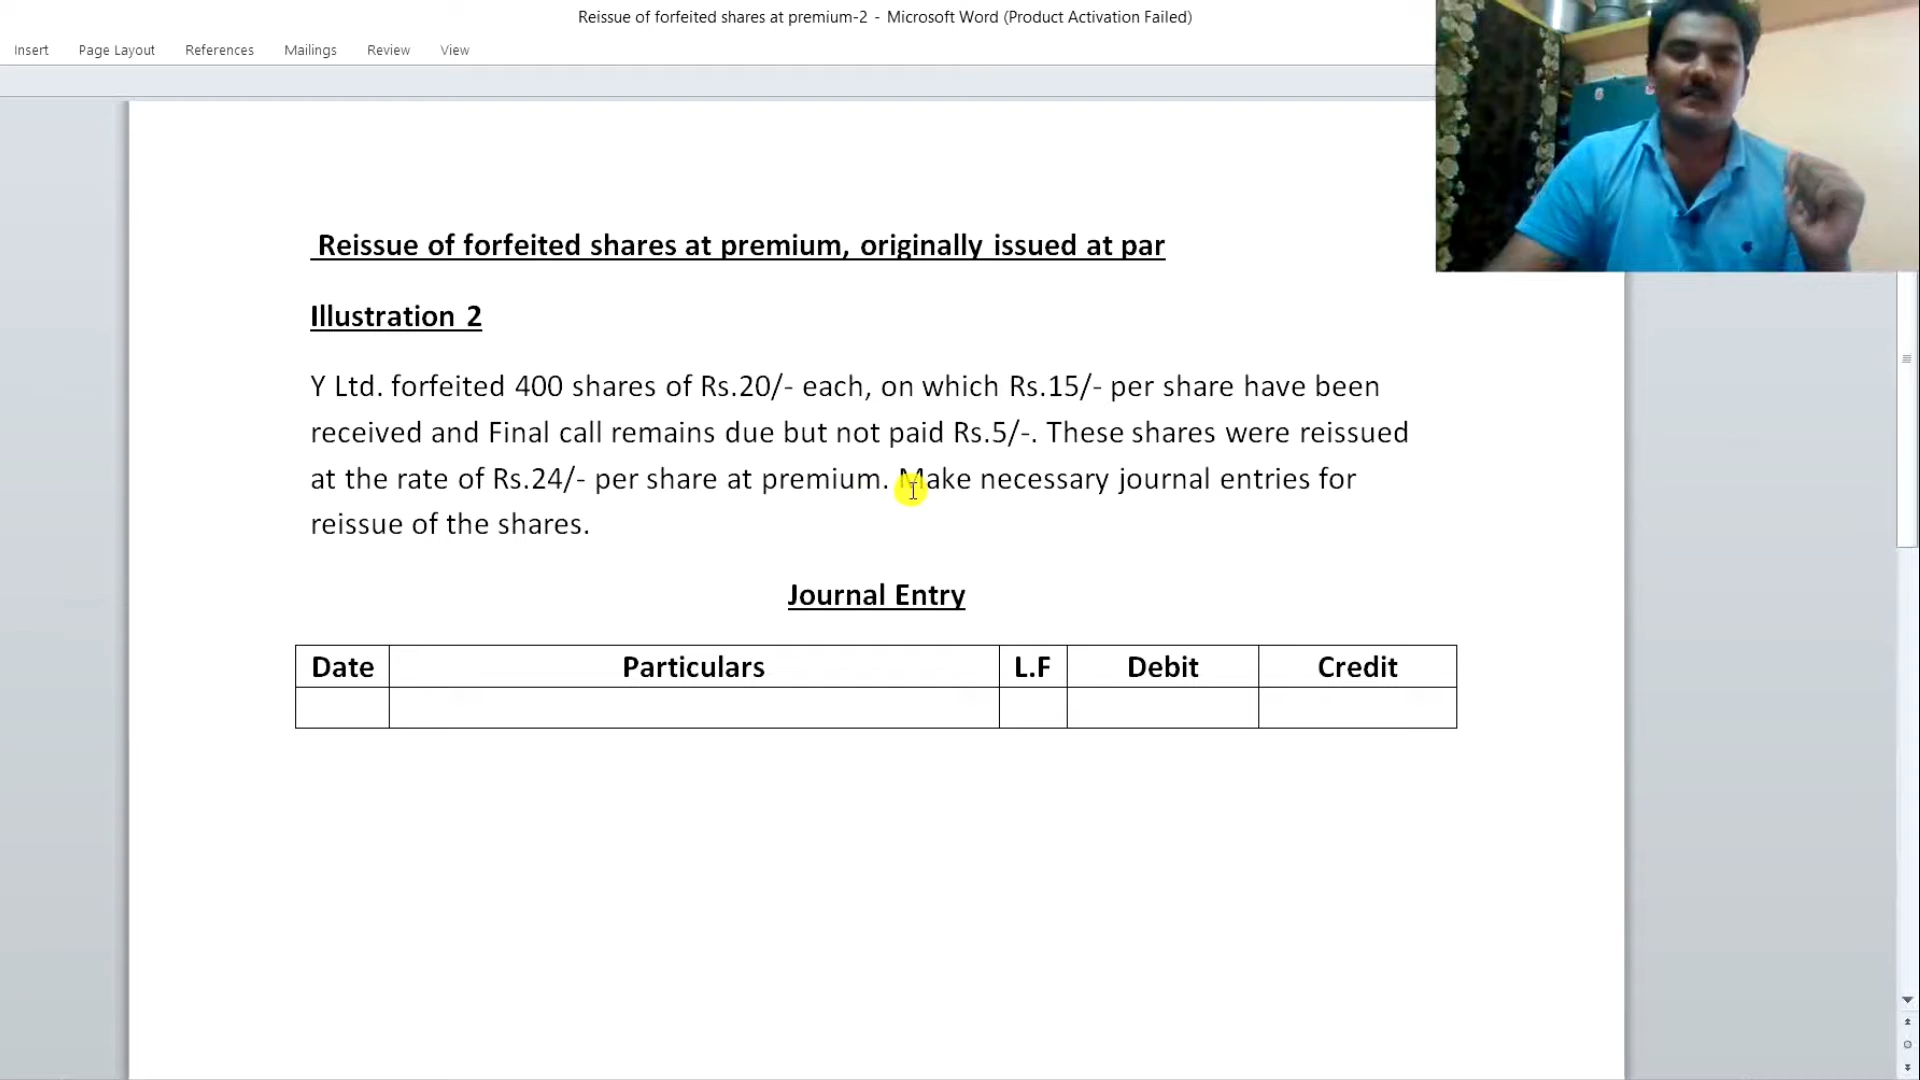 Reissue of forfeited shares at premium-2 - Microsoft Word (Product Activation Failed)
Insert Page Layout References Mailings Review View
Reissue of forfeited shares at premium, originally issued at par
Illustration 2
Y Ltd. forfeited 400 shares of Rs.20/- each, on which Rs.15/- per share have been
received and Final call remains due but not paid Rs.5/-. These shares were reissued
at the rate of Rs.24/- per share at premium. Make necessary journal entries for
reissue of the shares.
Journal Entry
Date Particulars L.F Debit Credit